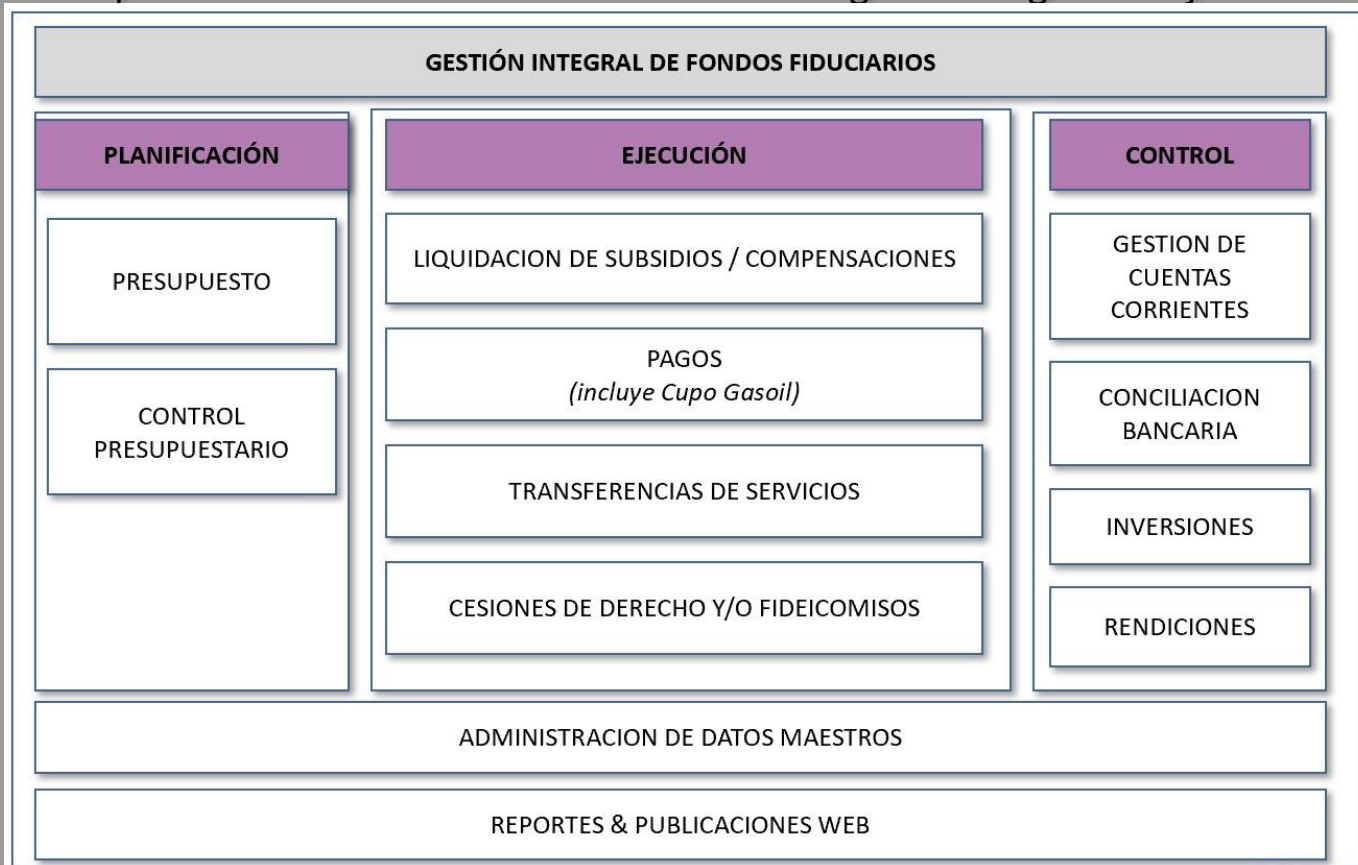 GESTIÓN INTEGRAL DE FONDOS FIDUCIARIOS
PLANIFICACIÓN
PRESUPUESTO
CONTROL
PRESUPUESTARIO
EJECUCIÓN
LIQUIDACION DE SUBSIDIOS / COMPENSACIONES
PAGOS
(incluye Cupo Gasoil)
TRANSFERENCIAS DE SERVICIOS
CESIONES DE DERECHO Y/O FIDEICOMISOS
CONTROL
GESTION DE
CUENTAS
CORRIENTES
CONCILIACION
BANCARIA
INVERSIONES
RENDICIONES
ADMINISTRACION DE DATOS MAESTROS
REPORTES & PUBLICACIONES WEB